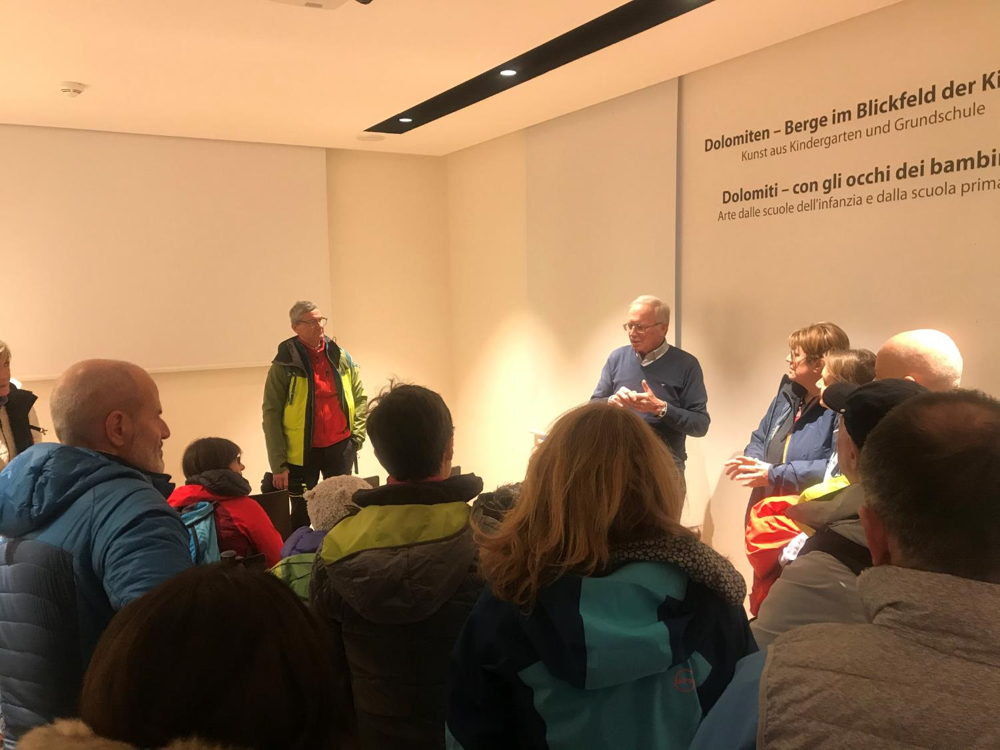 Dolomiten – Berge im Blickfeld der Ki
Kunst aus Kindergarten und Grundschule
Dolomiti – con gli occhi dei bambi
Arte dalle scuole dell'infanzia e dalla scuola prima